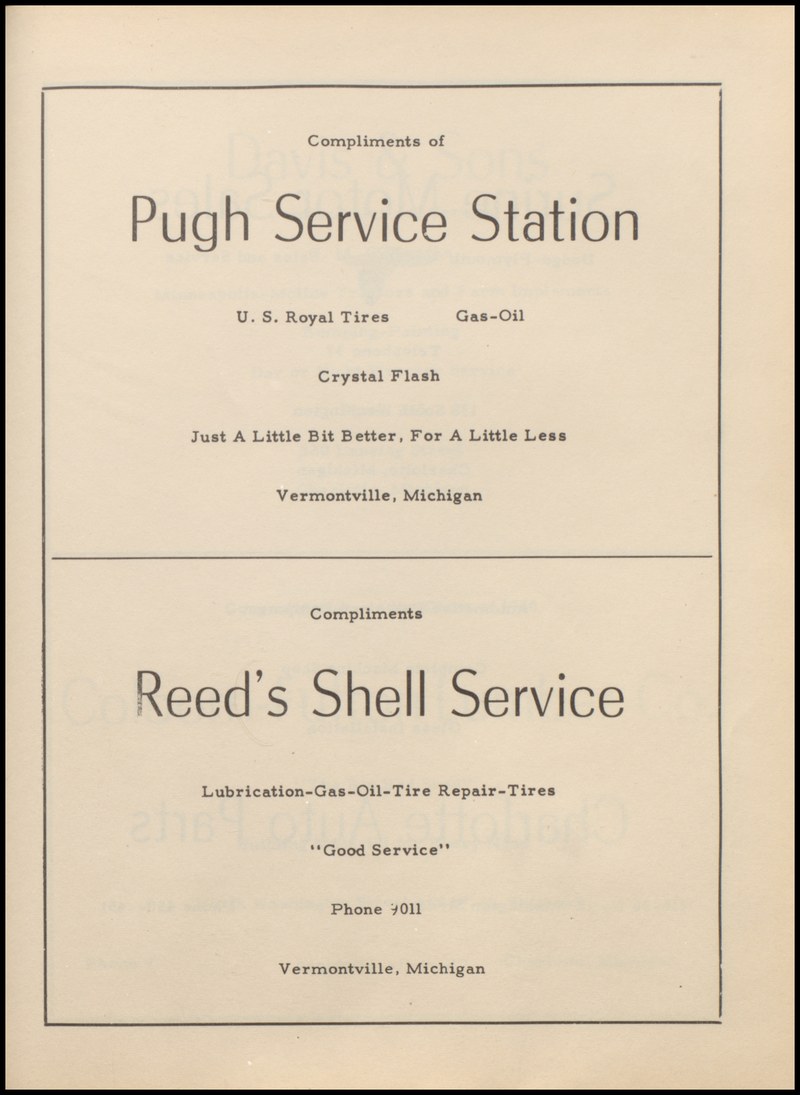 Compliments of
Pugh Service Station
U. S. Royal Tires Gas-Oil
Crystal Flash
Just A Little Bit Better, For A Little Less
Vermontville, Michigan
Compliments
Reed's Shell Service
Lubrication-Gas-Oil-Tire Repair-Tires
"Good Service"
Phone 9011
Vermontville, Michigan